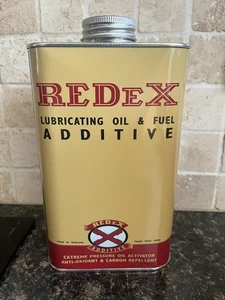 REDeX
LUBRICATING OIL & FUEL
ADDITIVE
REDEX
ADDITIVE
EXTREME PRESSURE OIL ACTIVATOR
ANTI-OXIDANT & CARBON REPELLENT